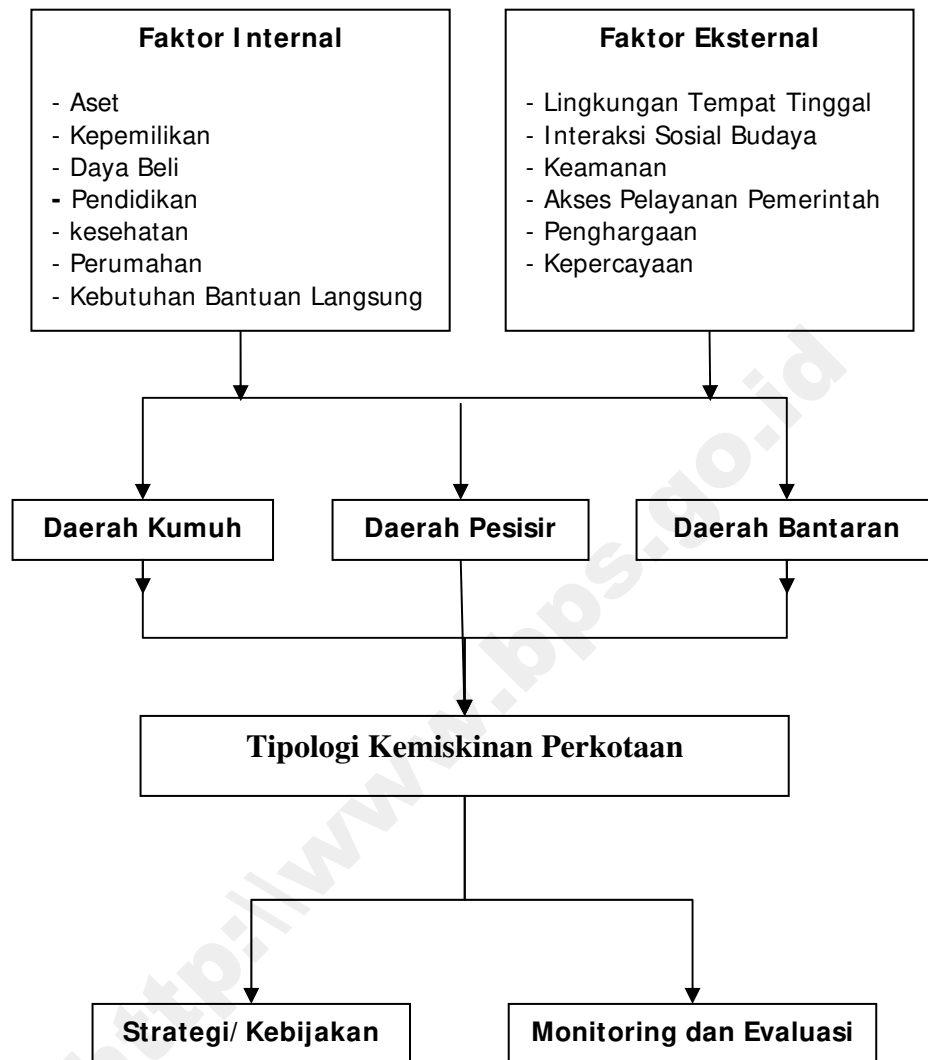 Faktor Internal
- Aset
- Kepemilikan
- Daya Beli
- Pendidikan
- kesehatan
- Perumahan
- Kebutuhan Bantuan Langsung
Faktor Eksternal
- Lingkungan Tempat Tinggal
- Interaksi Sosial Budaya
- Keamanan
- Akses Pelayanan Pemerintah
- Penghargaan
- Kepercayaan
Daerah Kumuh
Daerah Pesisir
Daerah Bantaran
Tipologi Kemiskinan Perkotaan
Strategi/ Kebijakan
Monitoring dan Evaluasi
http:\\www.bps.go.id